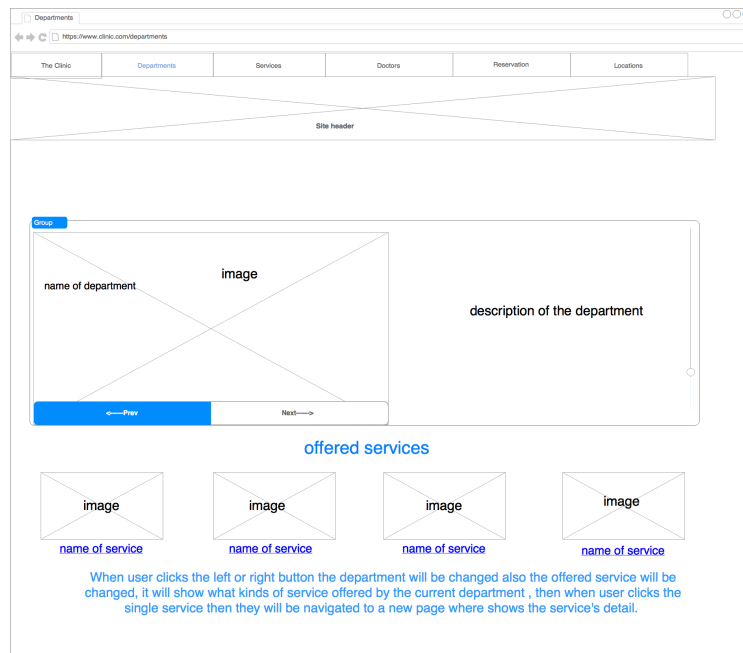 Departments
https://www.clinic.com/departments
The Clinic Departments Services Doctors Reservation Locations
Site header
Group
image
name of department
description of the department
<-----Prev Next----->
offered services
image image image image
name of service name of service name of service name of service
When user clicks the left or right button the department will be changed also the offered service will be
changed, it will show what kinds of service offered by the current department , then when user clicks the
single service then they will be navigated to a new page where shows the service's detail.